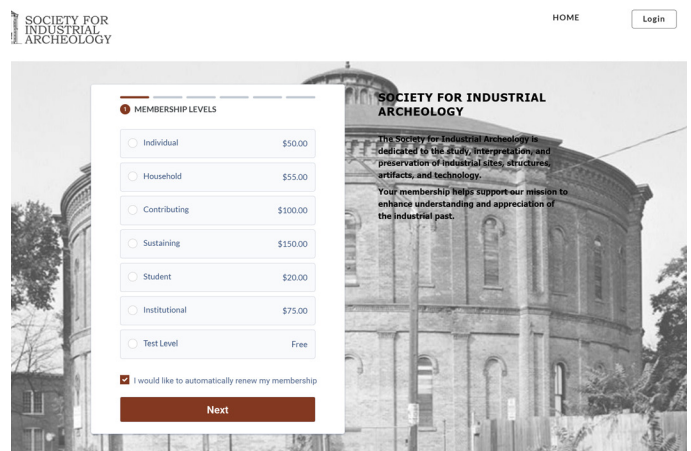 SOCIETY FOR
INDUSTRIAL
ARCHEOLOGY
HOME
Login
1 MEMBERSHIP LEVELS
Individual $50.00
Household $55.00
Contributing $100.00
Sustaining $150.00
Student $20.00
Institutional $75.00
Test Level Free
I would like to automatically renew my membership
Next
SOCIETY FOR INDUSTRIAL
ARCHEOLOGY
The Society for Industrial Archeology is
dedicated to the study, interpretation, and
preservation of industrial sites, structures,
artifacts, and technology.
Your membership helps support our mission to
enhance understanding and appreciation of
the industrial past.